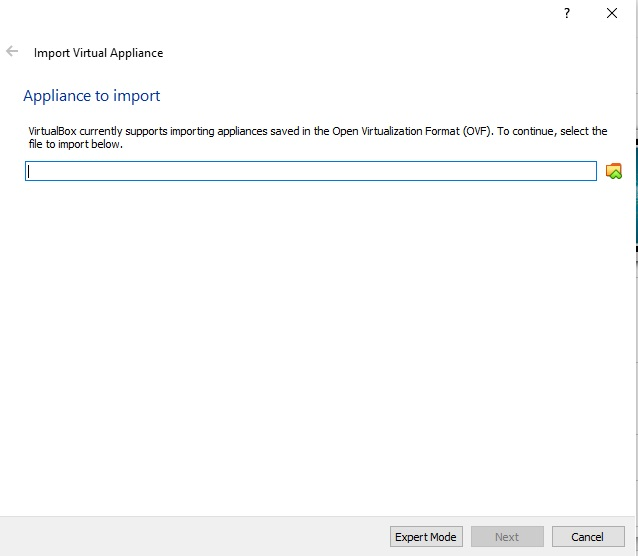 ?
Import Virtual Appliance
Appliance to import
VirtualBox currently supports importing appliances saved in the Open Virtualization Format (OVF). To continue, select the
file to import below.
Expert Mode Next Cancel